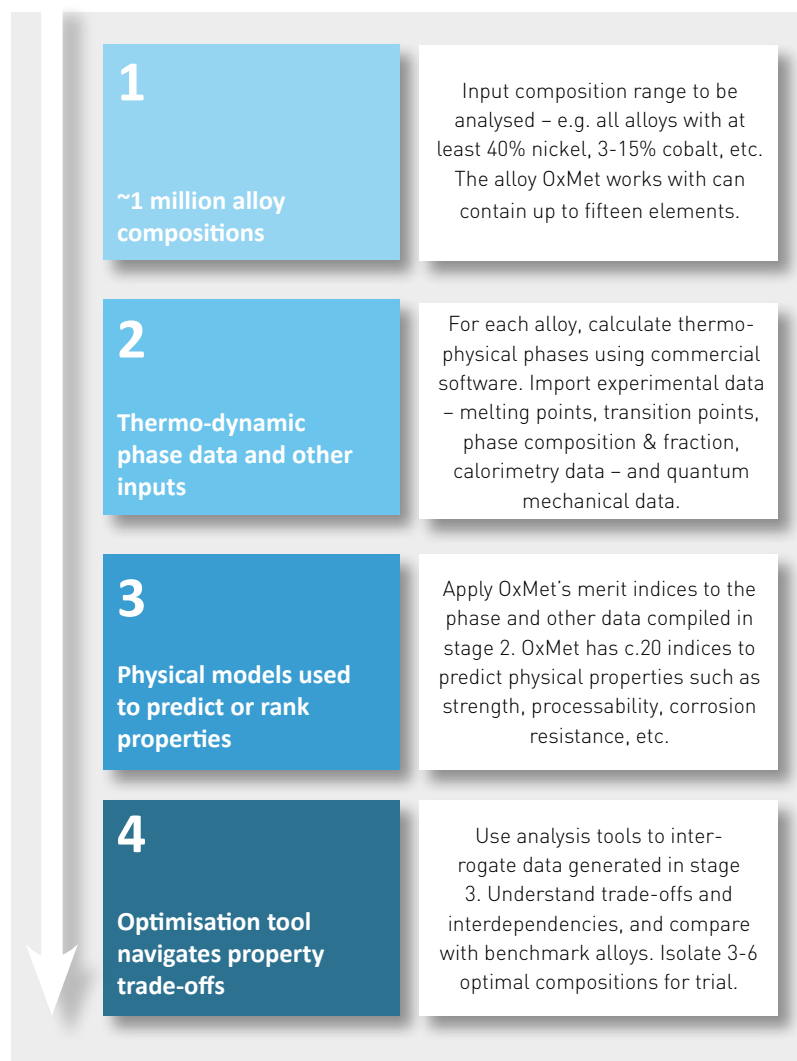 1
~1 million alloy
compositions
Input composition range to be
analysed – e.g. all alloys with at
least 40% nickel, 3-15% cobalt, etc.
The alloy OxMet works with can
contain up to fifteen elements.
2
Thermo-dynamic
phase data and other
inputs
For each alloy, calculate thermo-
physical phases using commercial
software. Import experimental data
– melting points, transition points,
phase composition & fraction,
calorimetry data – and quantum
mechanical data.
3
Physical models used
to predict or rank
properties
Apply OxMet’s merit indices to the
phase and other data compiled in
stage 2. OxMet has c.20 indices to
predict physical properties such as
strength, processability, corrosion
resistance, etc.
4
Optimisation tool
navigates property
trade-offs
Use analysis tools to inter-
rogate data generated in stage
3. Understand trade-offs and
interdependencies, and compare
with benchmark alloys. Isolate 3-6
optimal compositions for trial.